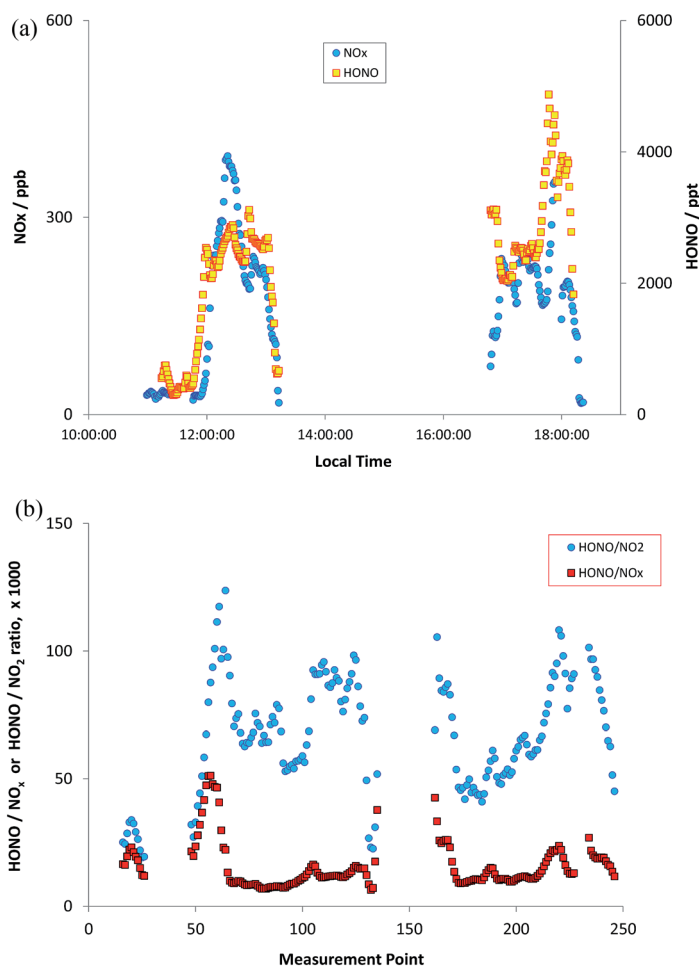 (a)
600
6000
NOx
HONO
4000
NOx / ppb
300
HONO / ppt
2000
0
0
10:00:00 12:00:00 14:00:00 16:00:00 18:00:00
Local Time
(b)
150
HONO/NO2
HONO/NOx
100
HONO / NOx or HONO / NO2 ratio, x 1000
50
0
0 50 100 150 200 250
Measurement Point